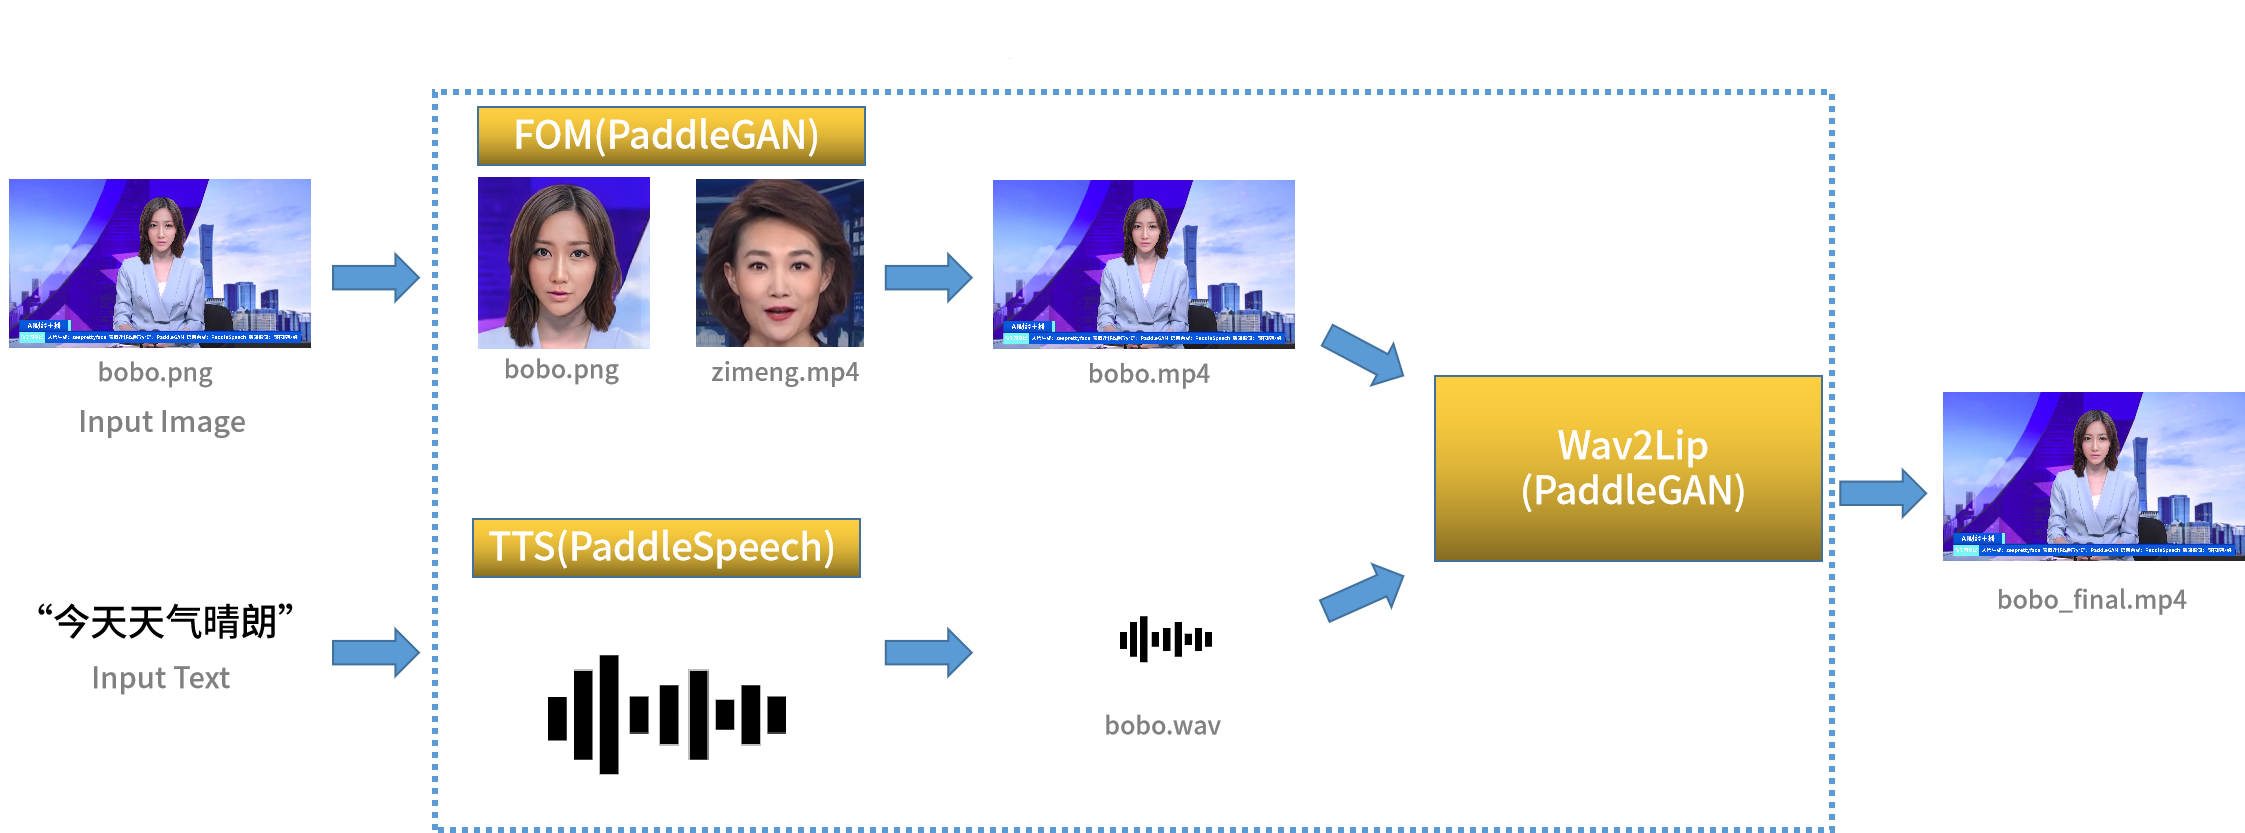 FOM(PaddleGAN)
bobo.png
Input Image
bobo.png
zimeng.mp4
bobo.mp4
Wav2Lip
(PaddleGAN)
TTS(PaddleSpeech)
“今天天气晴朗”
Input Text
bobo.wav
bobo_final.mp4